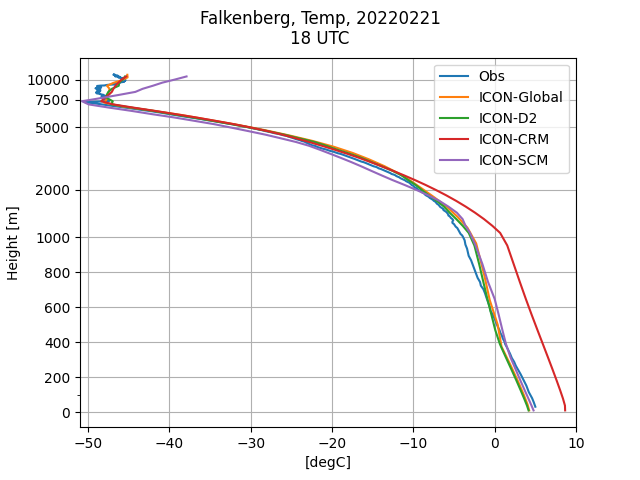 Falkenberg, Temp, 20220221
18 UTC
Obs
ICON-Global
ICON-D2
ICON-CRM
ICON-SCM
Height [m]
10000
7500
5000
2000
1000
800
600
400
200
0
−50 −40 −30 −20 −10 0 10
[degC]